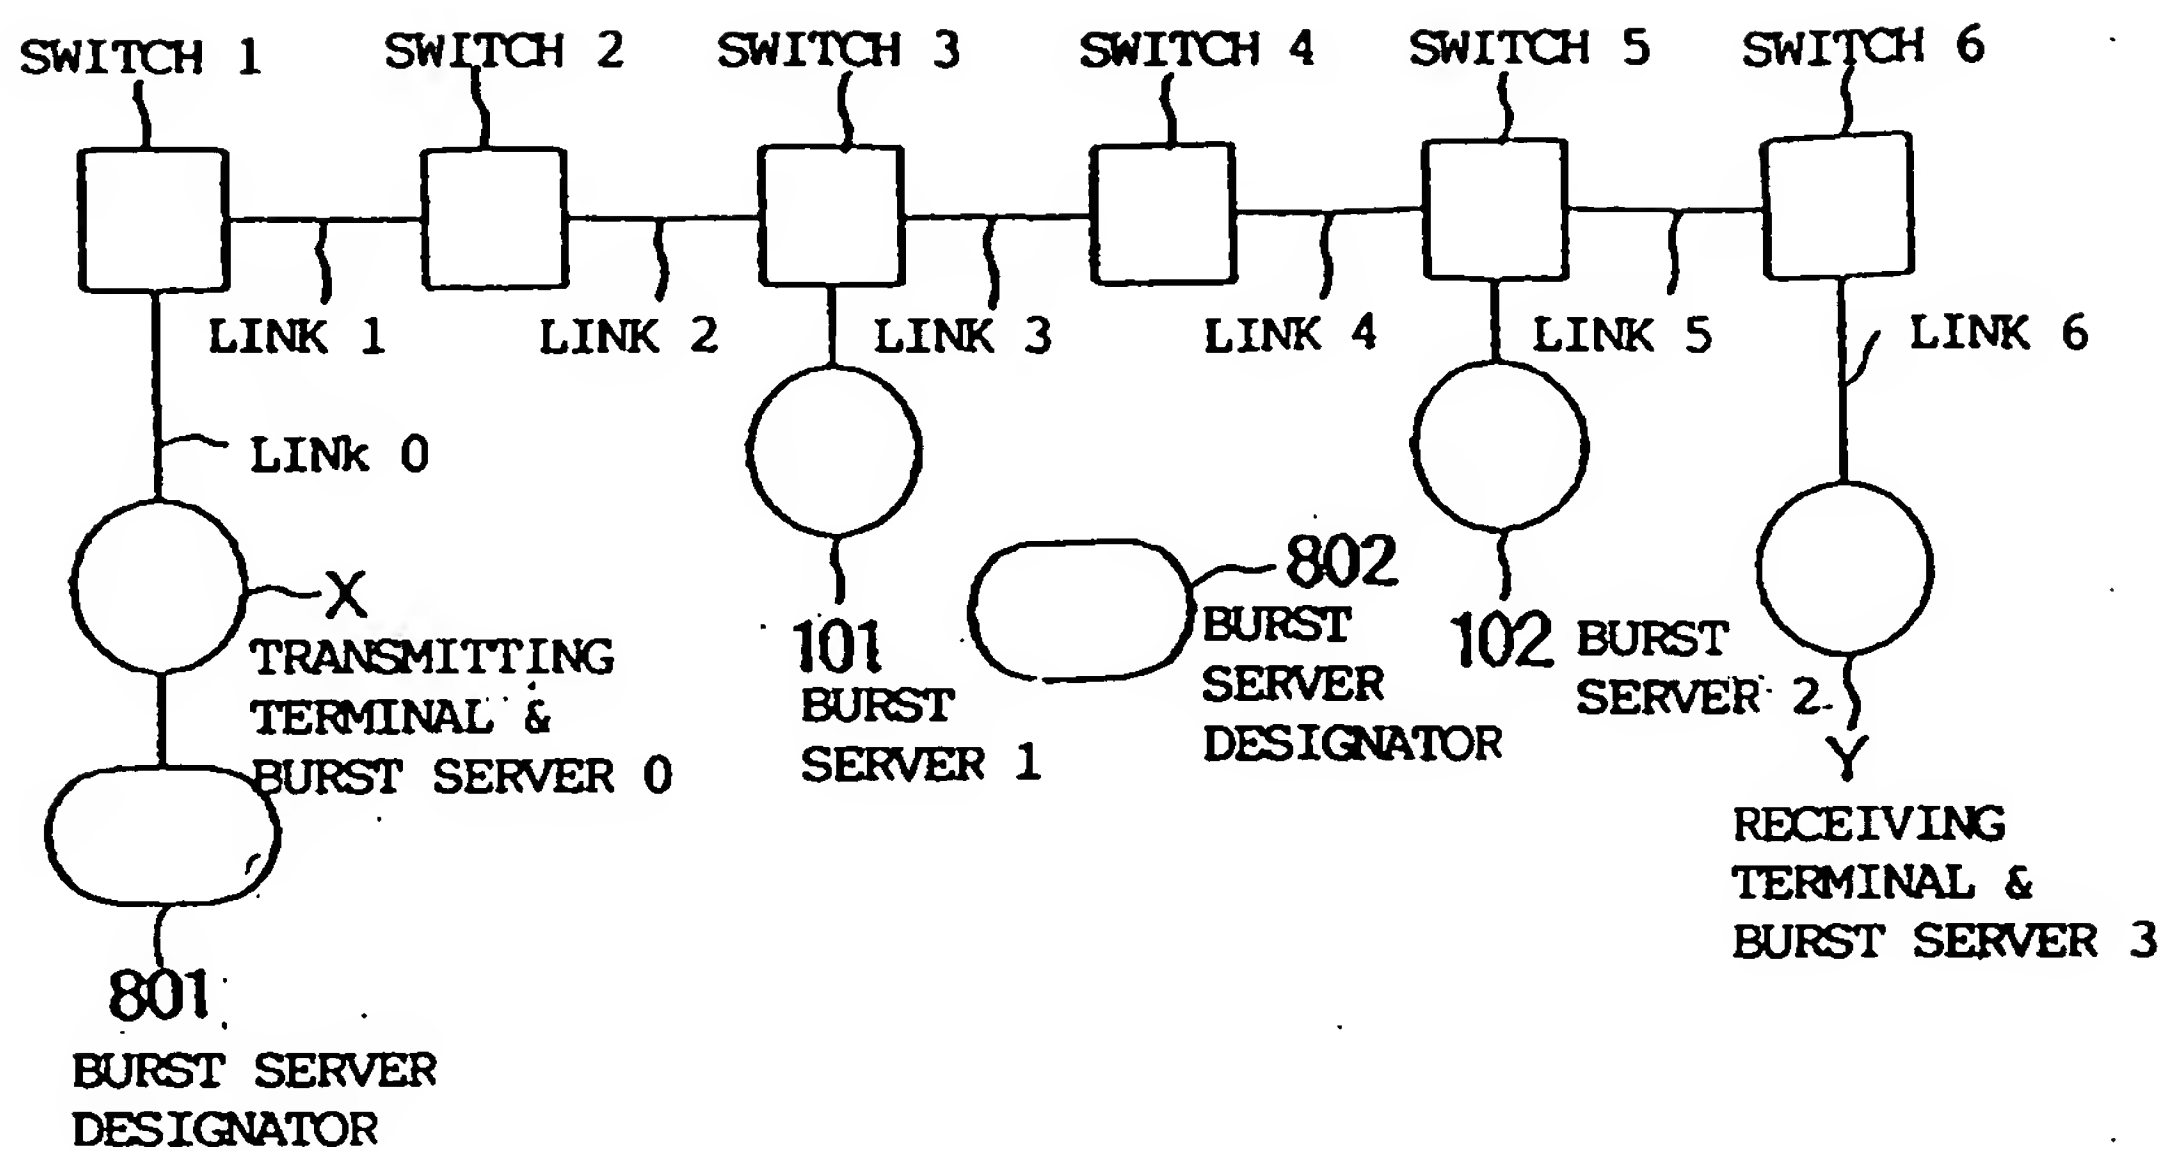 SWITCH 1
SWITCH 2
SWITCH 3
SWITCH 4
SWITCH 5
SWITCH 6
LINK 1
LINK 2
LINK 3
LINK 4
LINK 5
LINK 6
LINk 0
X
TRANSMITTING
TERMINAL &
BURST SERVER 0
101
BURST
SERVER 1
802
BURST
SERVER
DESIGNATOR
102 BURST
SERVER 2
Y
RECEIVING
TERMINAL &
BURST SERVER 3
801
BURST SERVER
DESIGNATOR